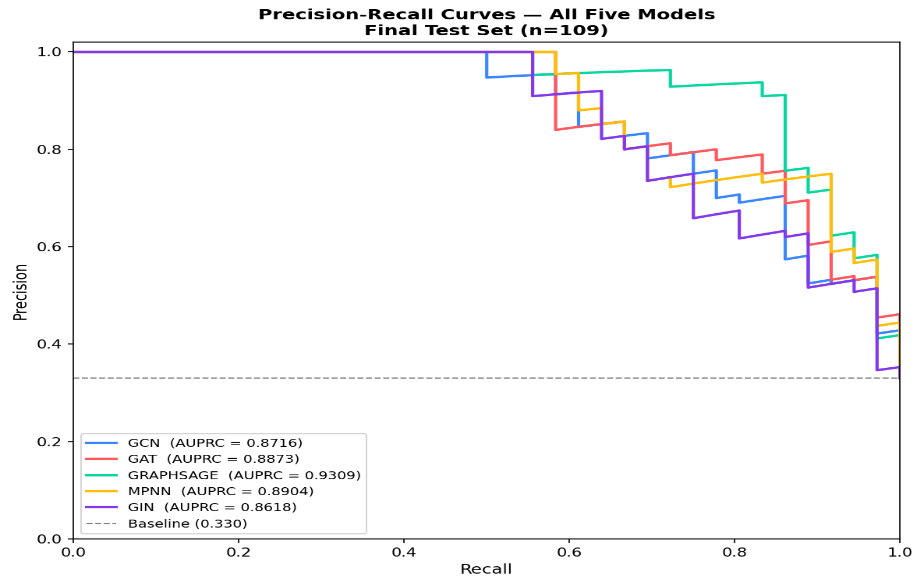 Precision-Recall Curves — All Five Models
Final Test Set (n=109)
1.0
0.8
0.6
0.4
0.2
0.0
Precision
GCN (AUPRC = 0.8716)
GAT (AUPRC = 0.8873)
GRAPHSAGE (AUPRC = 0.9309)
MPNN (AUPRC = 0.8904)
GIN (AUPRC = 0.8618)
Baseline (0.330)
0.0 0.2 0.4 0.6 0.8 1.0
Recall